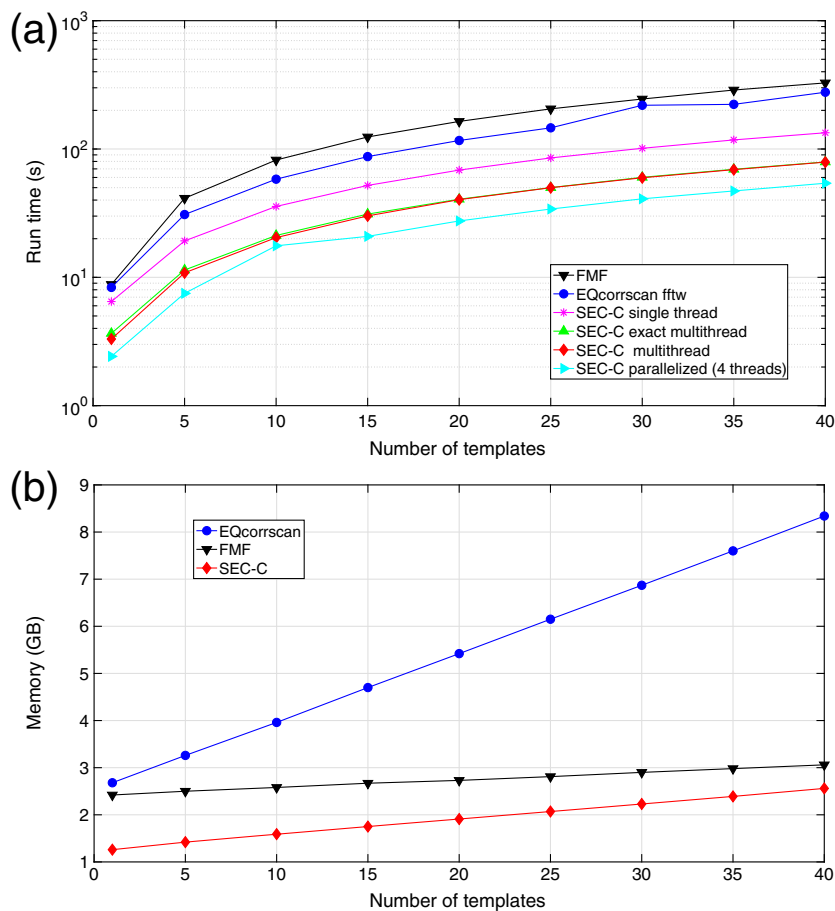 (a)
10³
10²
10¹
10⁰
Run time (s)
FMF
EQcorrscan fftw
SEC-C single thread
SEC-C exact multithread
SEC-C multithread
SEC-C parallelized (4 threads)
0 5 10 15 20 25 30 35 40
Number of templates
(b)
9
8
7
6
5
4
3
2
1
Memory (GB)
EQcorrscan
FMF
SEC-C
0 5 10 15 20 25 30 35 40
Number of templates